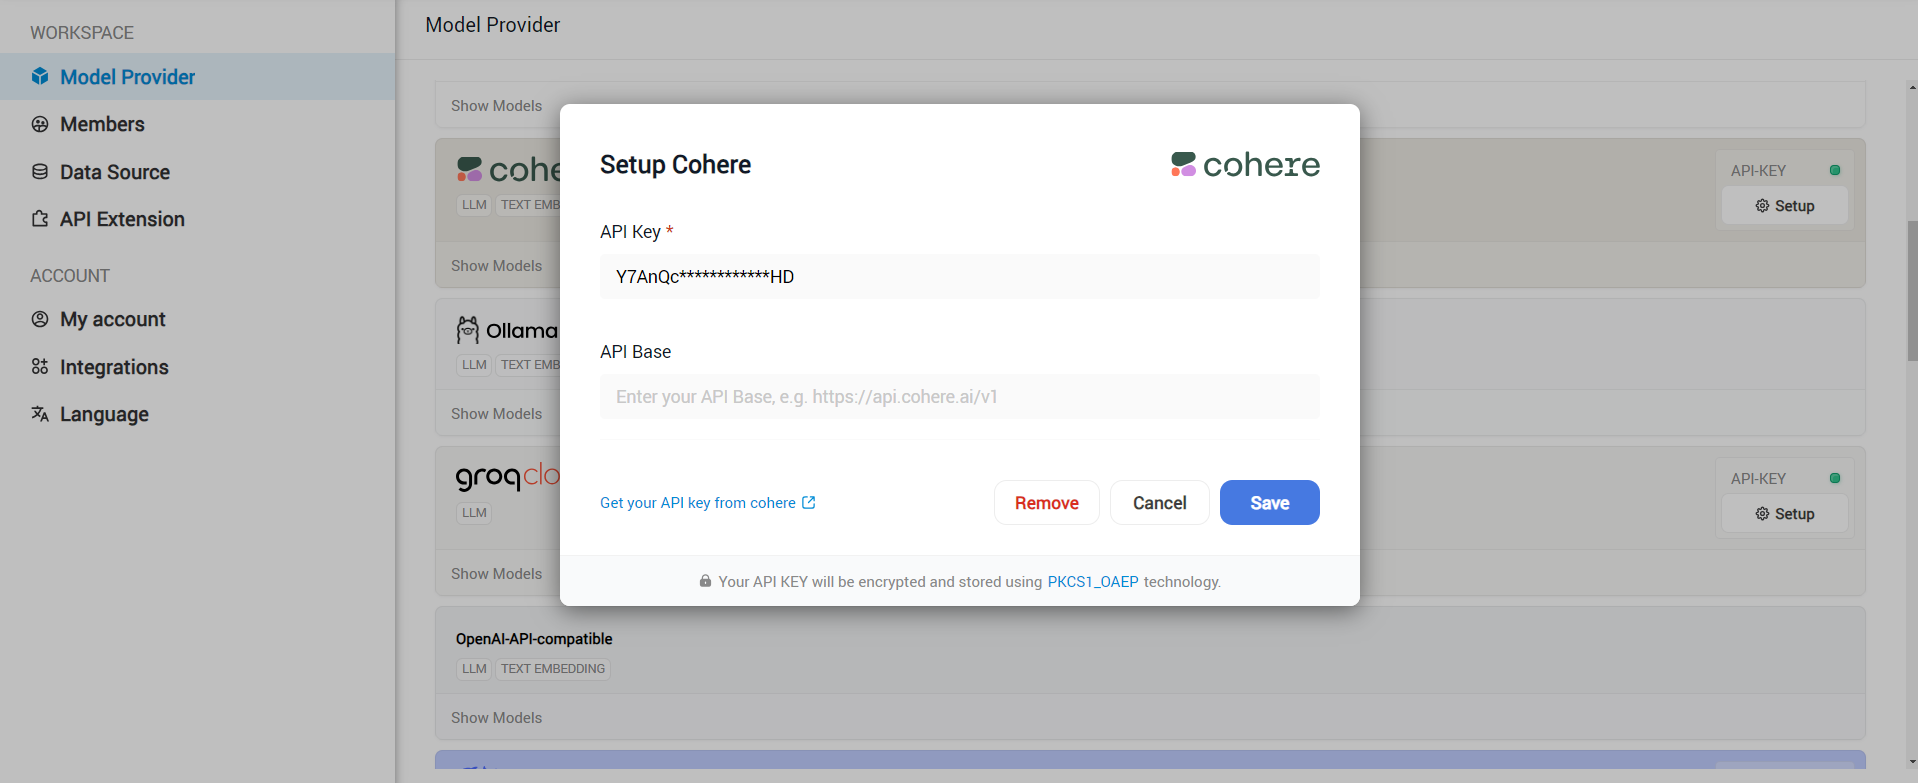 WORKSPACE
Model Provider
Members
Data Source
API Extension
ACCOUNT
My account
Integrations
Language
Model Provider
Show Models
cohe
LLM TEXT EMB
API-KEY
Setup
Show Models
Ollama
LLM TEXT EMB
Show Models
groqclo
LLM
API-KEY
Setup
Show Models
OpenAI-API-compatible
LLM TEXT EMBEDDING
Show Models
Setup Cohere
cohere
API Key *
Y7AnQc************HD
API Base
Enter your API Base, e.g. https://api.cohere.ai/v1
Get your API key from cohere
Remove Cancel Save
Your API KEY will be encrypted and stored using PKCS1_OAEP technology.